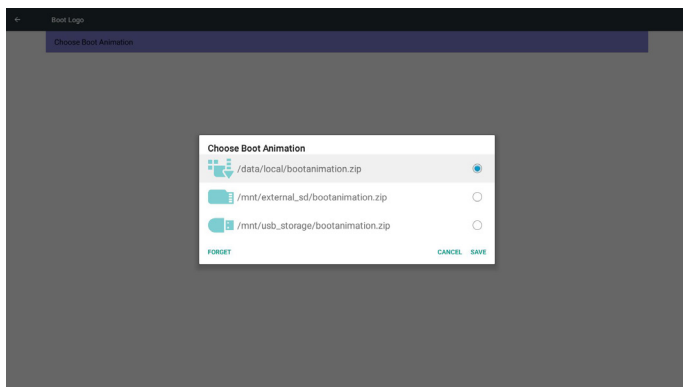 Boot Logo
Choose Boot Animation
Choose Boot Animation
/data/local/bootanimation.zip
/mnt/external_sd/bootanimation.zip
/mnt/usb_storage/bootanimation.zip
FORGET CANCEL SAVE